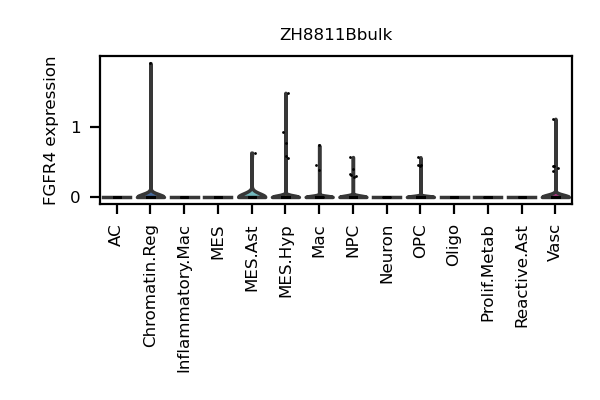 ZH8811Bbulk
FGFR4 expression
1
0
AC
Chromatin.Reg
Inflammatory.Mac
MES
MES.Ast
MES.Hyp
Mac
NPC
Neuron
OPC
Oligo
Prolif.Metab
Reactive.Ast
Vasc